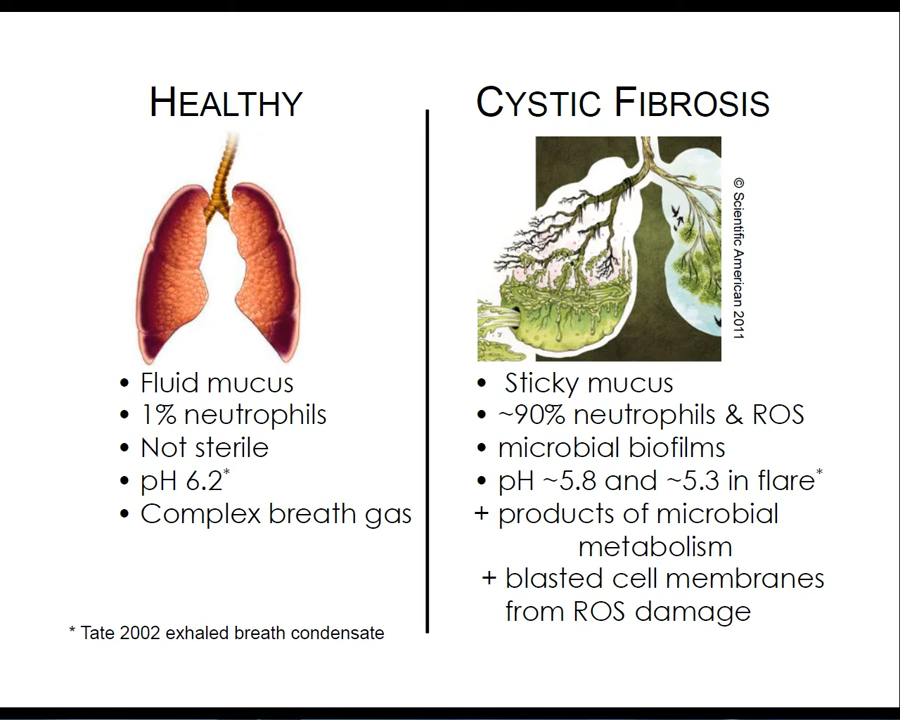 HEALTHY
• Fluid mucus
• 1% neutrophils
• Not sterile
• pH 6.2*
• Complex breath gas
* Tate 2002 exhaled breath condensate
CYSTIC FIBROSIS
© Scientific American 2011
• Sticky mucus
• ~90% neutrophils & ROS
• microbial biofilms
• pH ~5.8 and ~5.3 in flare*
+ products of microbial
metabolism
+ blasted cell membranes
from ROS damage